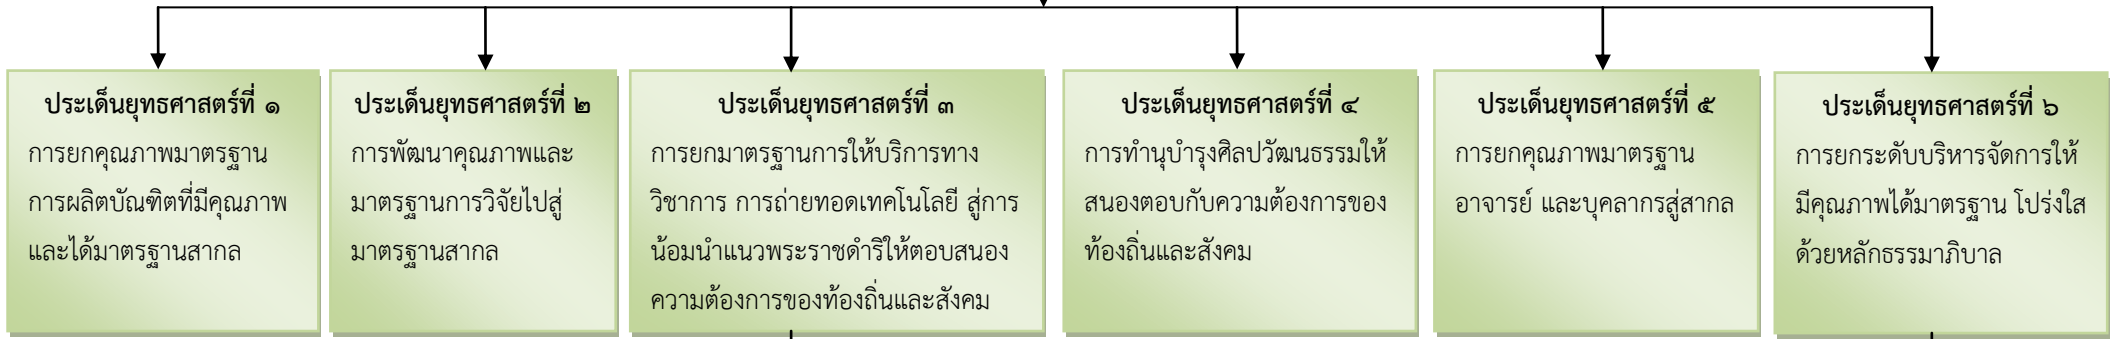 ประเด็นยุทธศาสตร์ที่ ๑
การยกคุณภาพมาตรฐาน
การผลิตบัณฑิตที่มีคุณภาพ
และได้มาตรฐานสากล
ประเด็นยุทธศาสตร์ที่ ๒
การพัฒนาคุณภาพและ
มาตรฐานการวิจัยไปสู่
มาตรฐานสากล
ประเด็นยุทธศาสตร์ที่ ๓
การยกมาตรฐานการให้บริการทาง
วิชาการ การถ่ายทอดเทคโนโลยี สู่การ
น้อมนำแนวพระราชดำริให้ตอบสนอง
ความต้องการของท้องถิ่นและสังคม
ประเด็นยุทธศาสตร์ที่ ๔
การทำนุบำรุงศิลปวัฒนธรรมให้
สนองตอบกับความต้องการของ
ท้องถิ่นและสังคม
ประเด็นยุทธศาสตร์ที่ ๕
การยกคุณภาพมาตรฐาน
อาจารย์ และบุคลากรสู่สากล
ประเด็นยุทธศาสตร์ที่ ๖
การยกระดับบริหารจัดการให้
มีคุณภาพได้มาตรฐาน โปร่งใส
ด้วยหลักธรรมาภิบาล